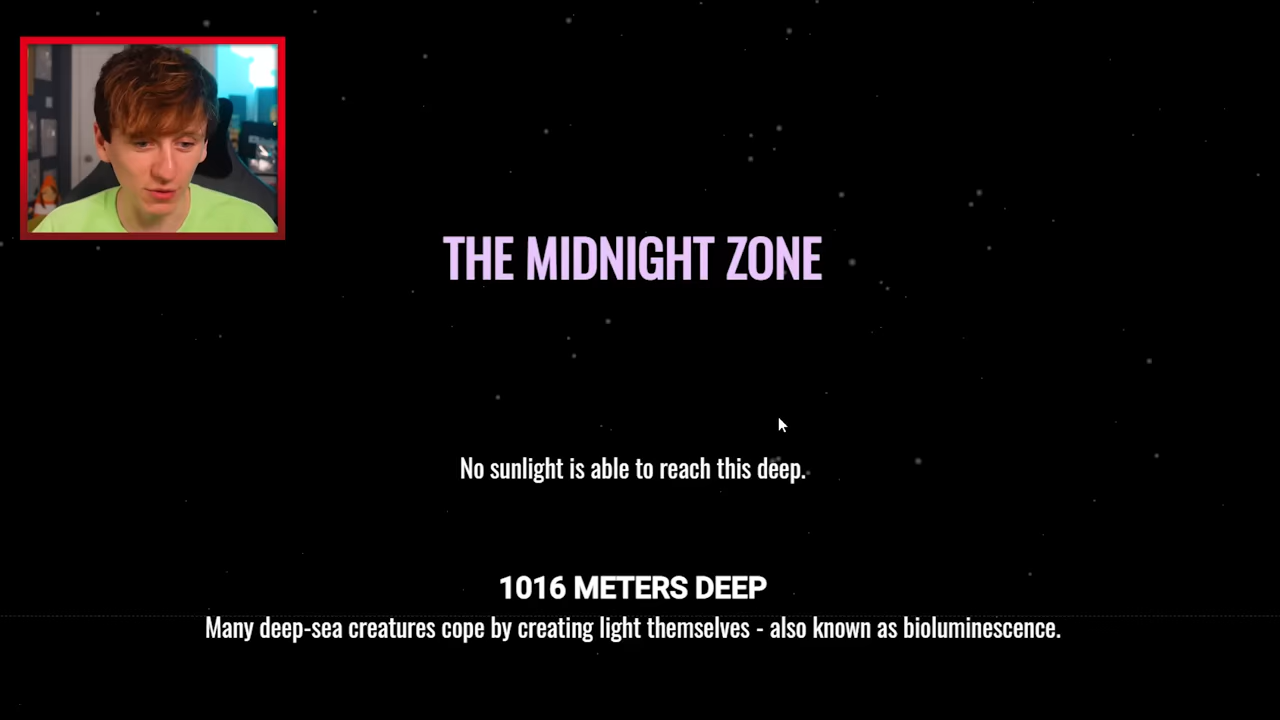 THE MIDNIGHT ZONE
No sunlight is able to reach this deep.
1016 METERS DEEP
Many deep-sea creatures cope by creating light themselves - also known as bioluminescence.